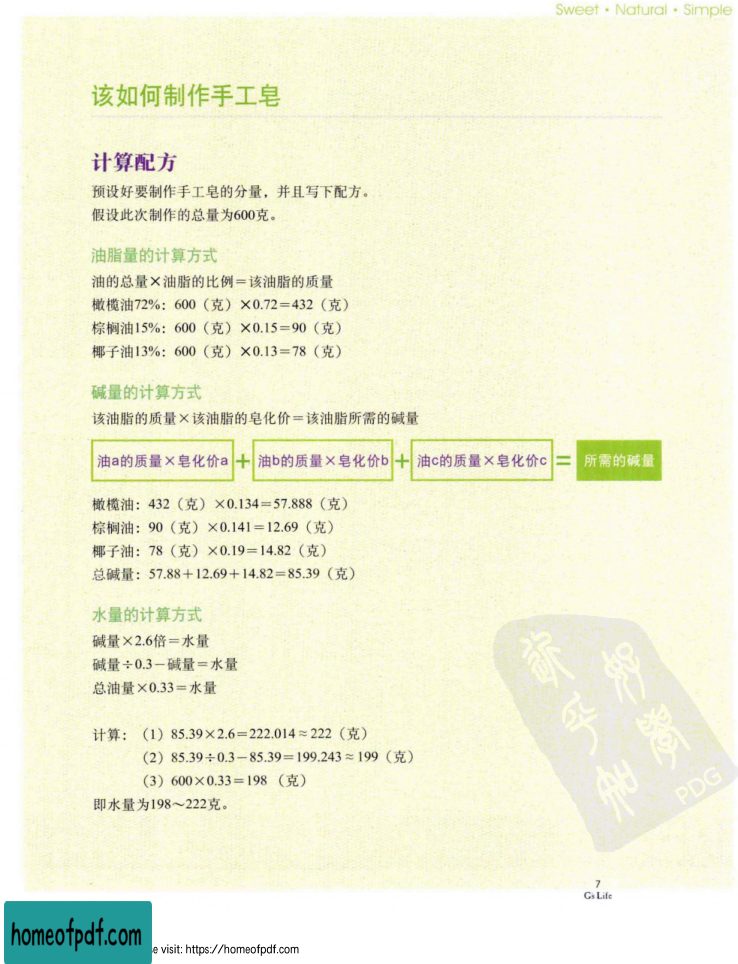 Sweet • Natural • Simple
该如何制作手工皂
计算配方
预设好要制作手工皂的分量，并且写下配方。
假设此次制作的总量为600克。
油脂量的计算方式
油的总量×油脂的比例＝该油脂的质量
橄榄油72%：600（克）×0.72＝432（克）
棕榈油15%：600（克）×0.15＝90（克）
椰子油13%：600（克）×0.13＝78（克）
碱量的计算方式
该油脂的质量×该油脂的皂化价＝该油脂所需的碱量
油a的质量×皂化价a＋油b的质量×皂化价b＋油c的质量×皂化价c＝所需的碱量
橄榄油：432（克）×0.134＝57.888（克）
棕榈油：90（克）×0.141＝12.69（克）
椰子油：78（克）×0.19＝14.82（克）
总碱量：57.88＋12.69＋14.82＝85.39（克）
水量的计算方式
碱量×2.6倍＝水量
碱量÷0.3－碱量＝水量
总油量×0.33＝水量
计算：（1）85.39×2.6＝222.014≈222（克）
（2）85.39÷0.3－85.39＝199.243≈199（克）
（3）600×0.33＝198 （克）
即水量为198～222克。
PDG
7
G's Life
homeofpdf.com
e visit: https://homeofpdf.com